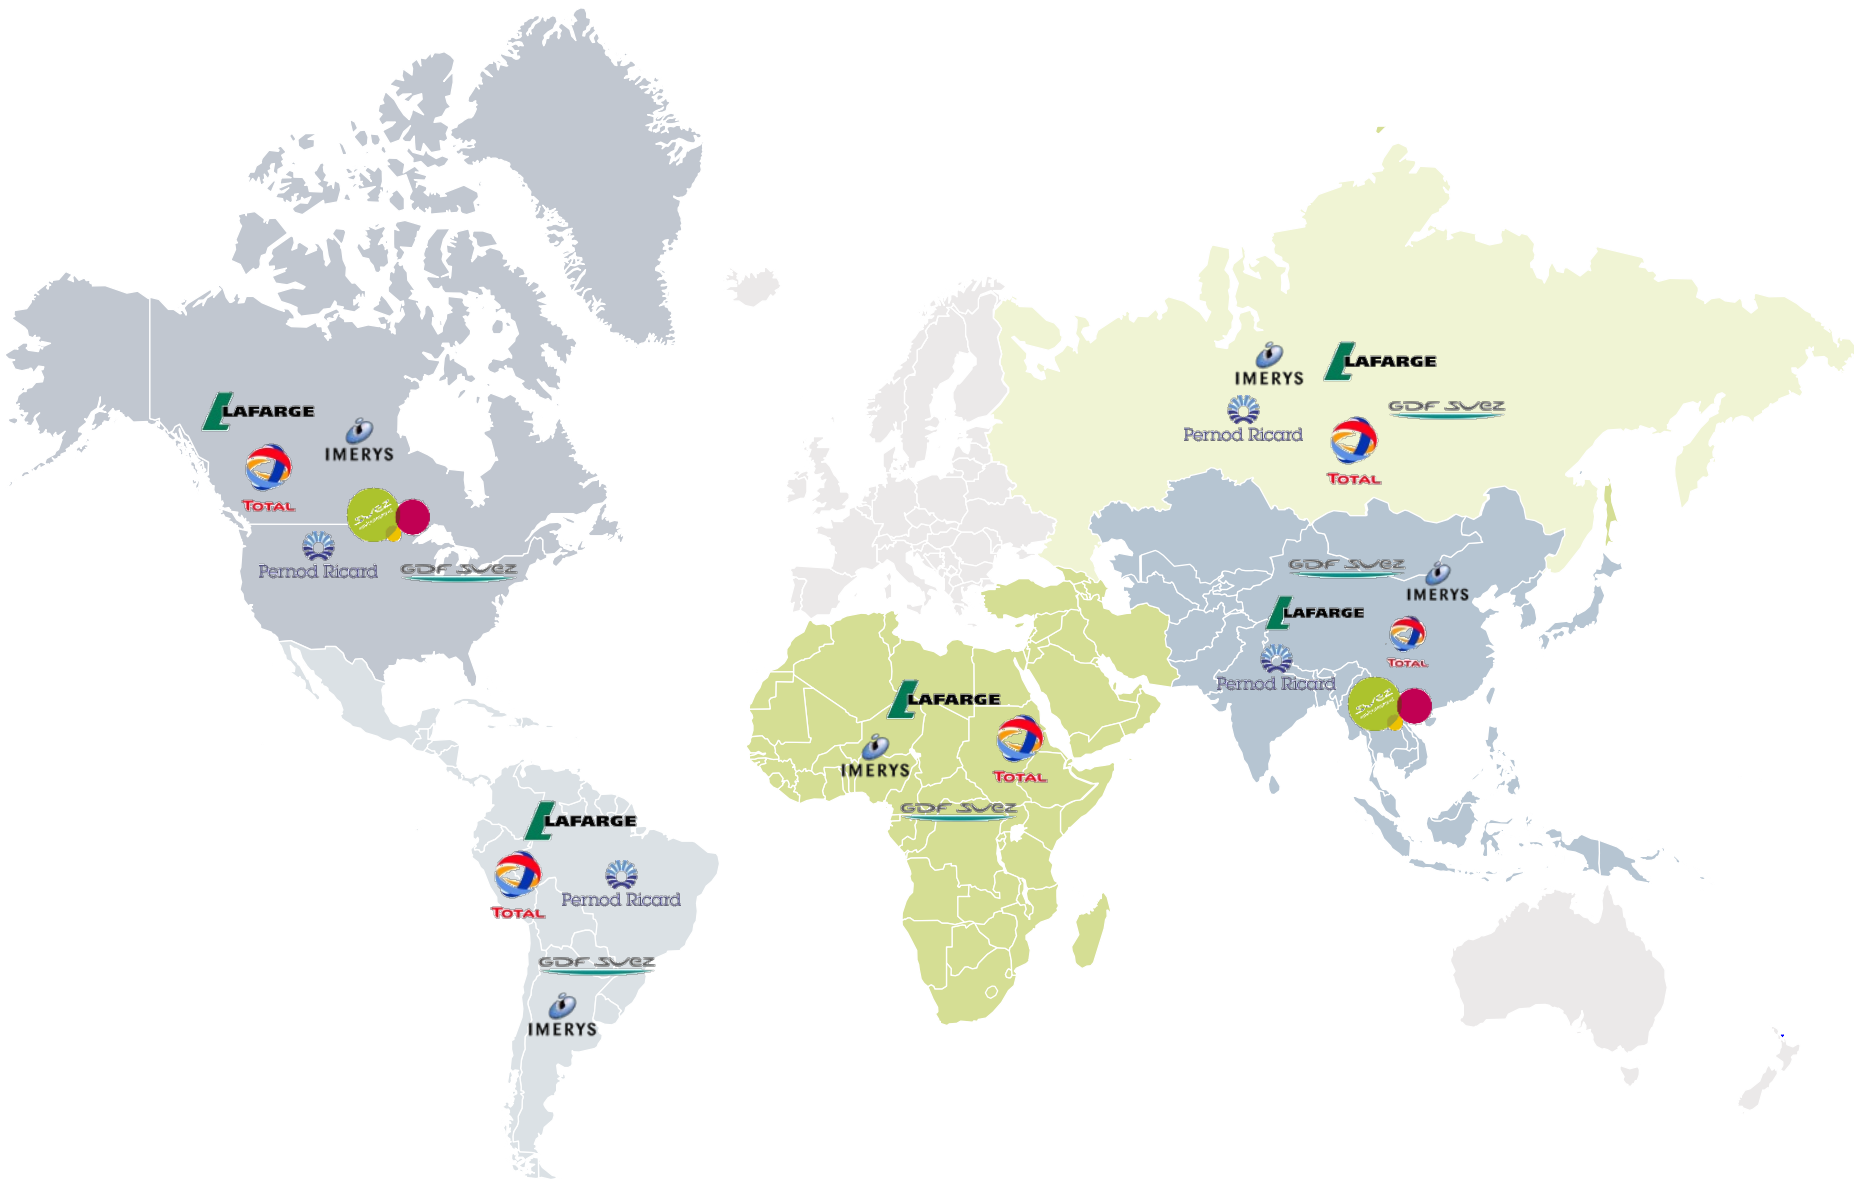 LAFARGE
IMERYS
TOTAL
Pernod Ricard
GDF SUEZ
IMERYS
LAFARGE
Pernod Ricard
GDF SUEZ
TOTAL
GDF SUEZ
IMERYS
LAFARGE
TOTAL
Pernod Ricard
LAFARGE
TOTAL
IMERYS
GDF SUEZ
LAFARGE
TOTAL
Pernod Ricard
GDF SUEZ
IMERYS